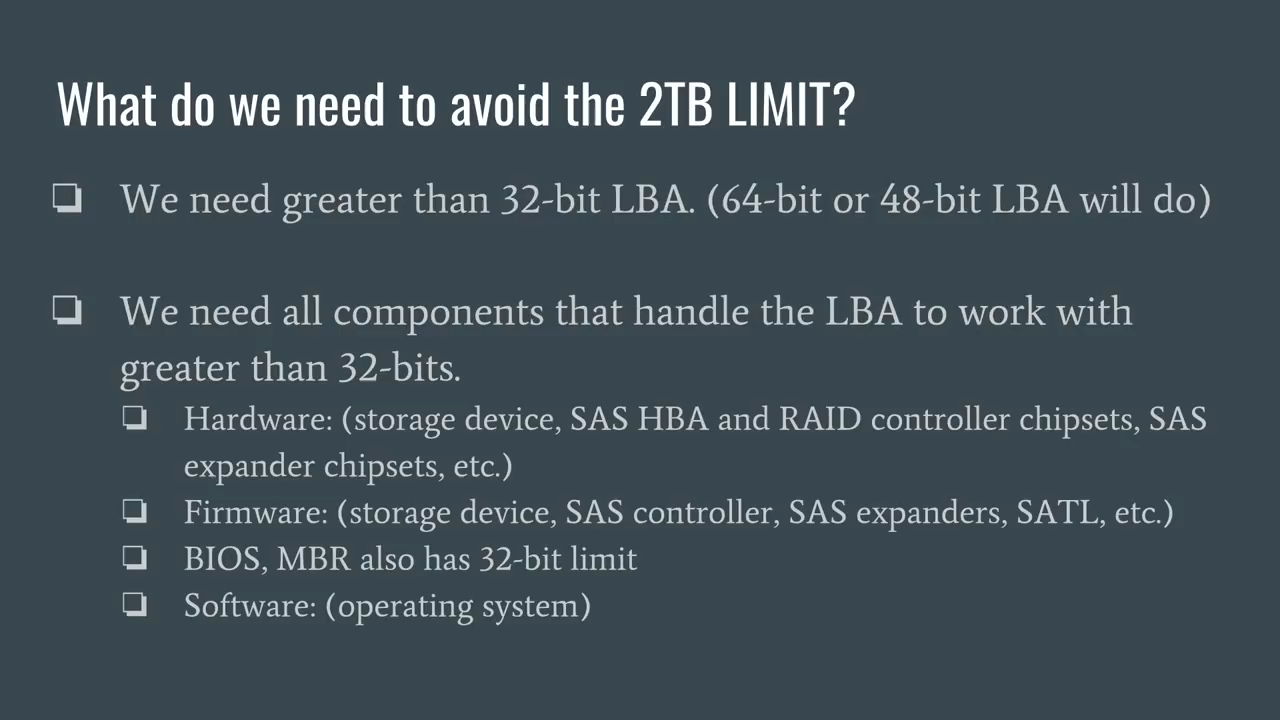 What do we need to avoid the 2TB LIMIT?
❏ We need greater than 32-bit LBA. (64-bit or 48-bit LBA will do)
❏ We need all components that handle the LBA to work with
greater than 32-bits.
❏ Hardware: (storage device, SAS HBA and RAID controller chipsets, SAS
expander chipsets, etc.)
❏ Firmware: (storage device, SAS controller, SAS expanders, SATL, etc.)
❏ BIOS, MBR also has 32-bit limit
❏ Software: (operating system)